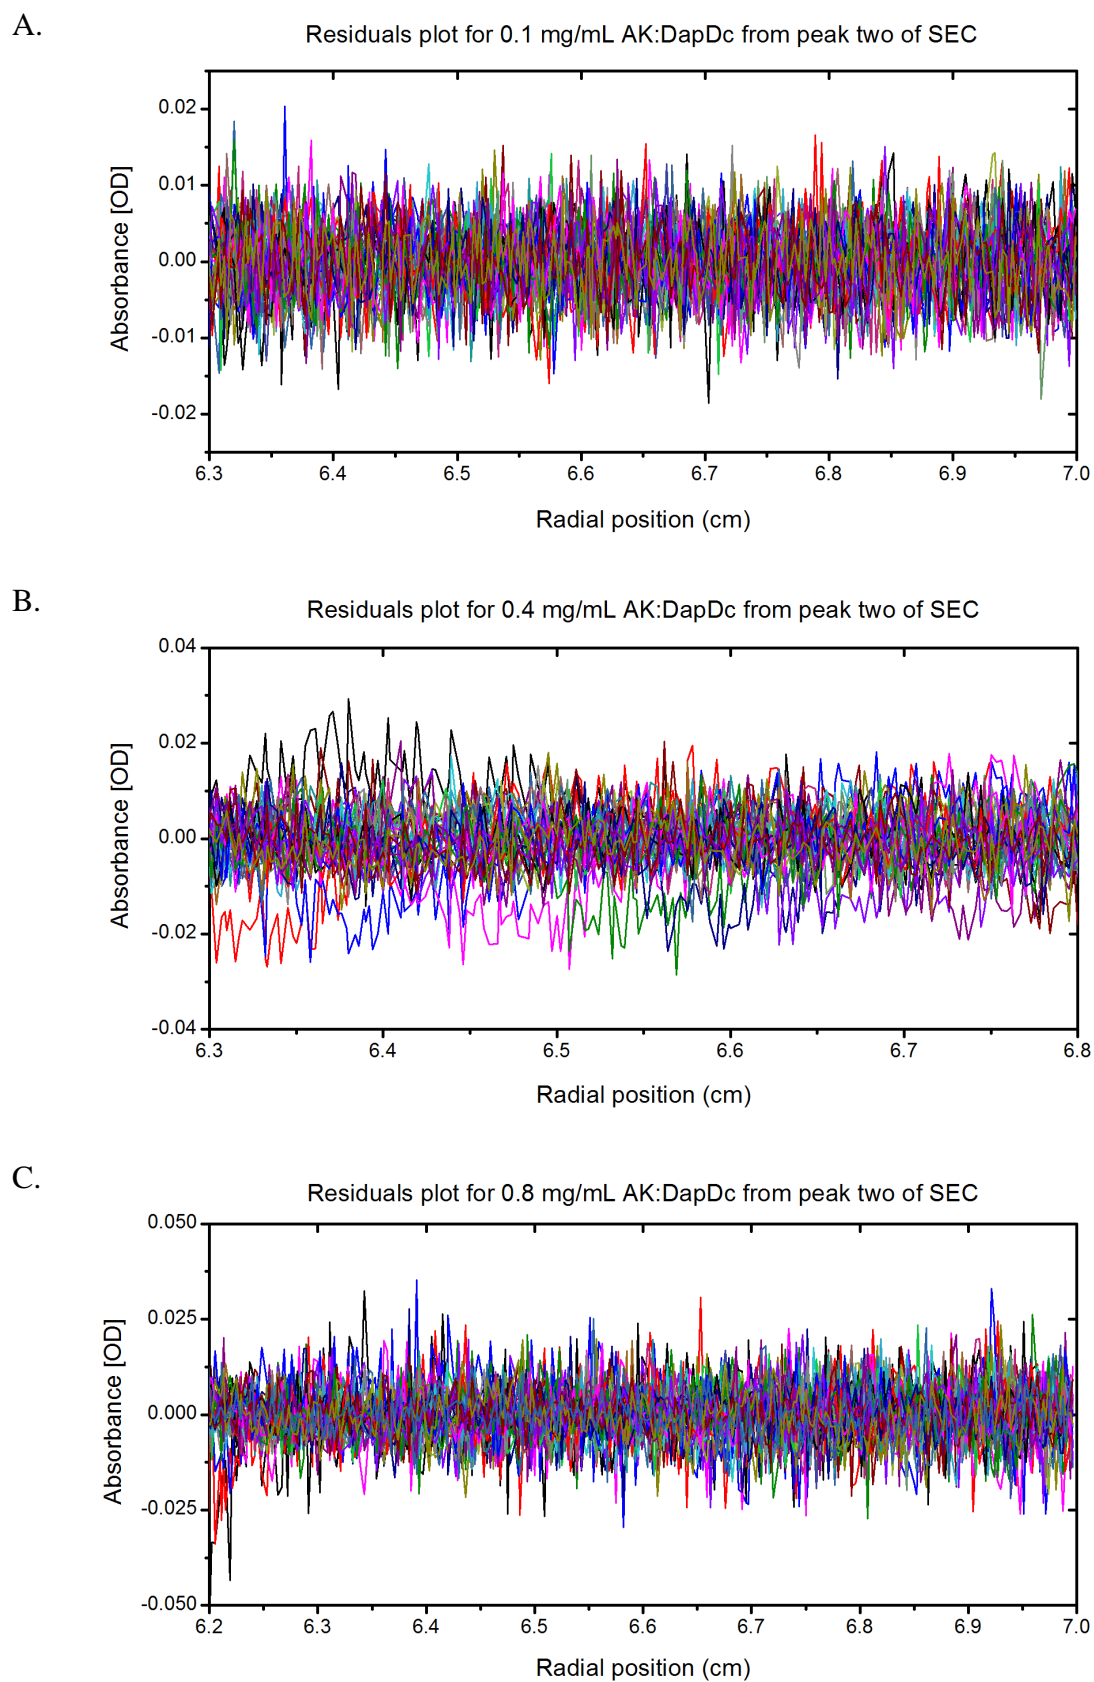 A.
Residuals plot for 0.1 mg/mL AK:DapDc from peak two of SEC
Absorbance [OD]
0.02
0.01
0.00
-0.01
-0.02
6.3 6.4 6.5 6.6 6.7 6.8 6.9 7.0
Radial position (cm)
B.
Residuals plot for 0.4 mg/mL AK:DapDc from peak two of SEC
Absorbance [OD]
0.04
0.02
0.00
-0.02
-0.04
6.3 6.4 6.5 6.6 6.7 6.8
Radial position (cm)
C.
Residuals plot for 0.8 mg/mL AK:DapDc from peak two of SEC
Absorbance [OD]
0.050
0.025
0.000
-0.025
-0.050
6.2 6.3 6.4 6.5 6.6 6.7 6.8 6.9 7.0
Radial position (cm)